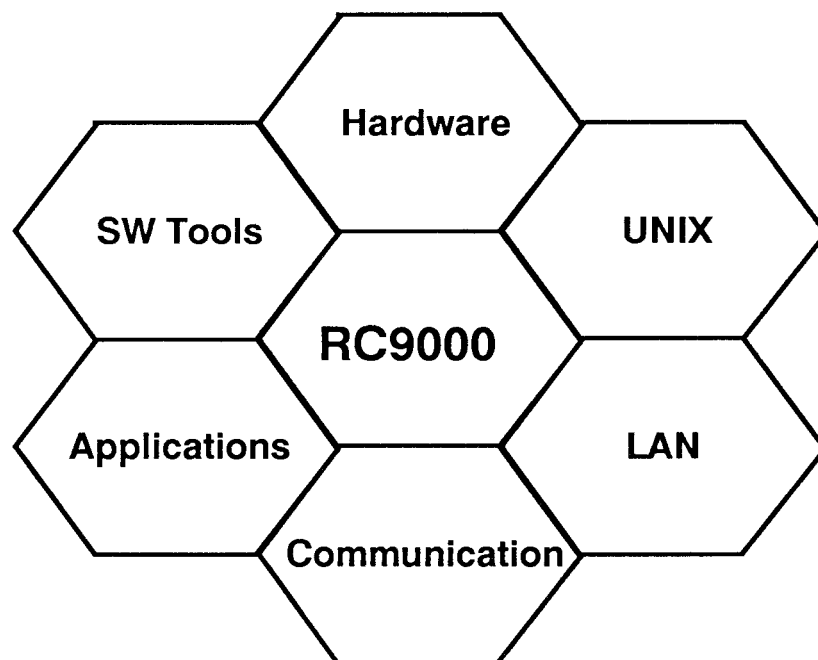 Hardware
SW Tools
UNIX
RC9000
Applications
LAN
Communication